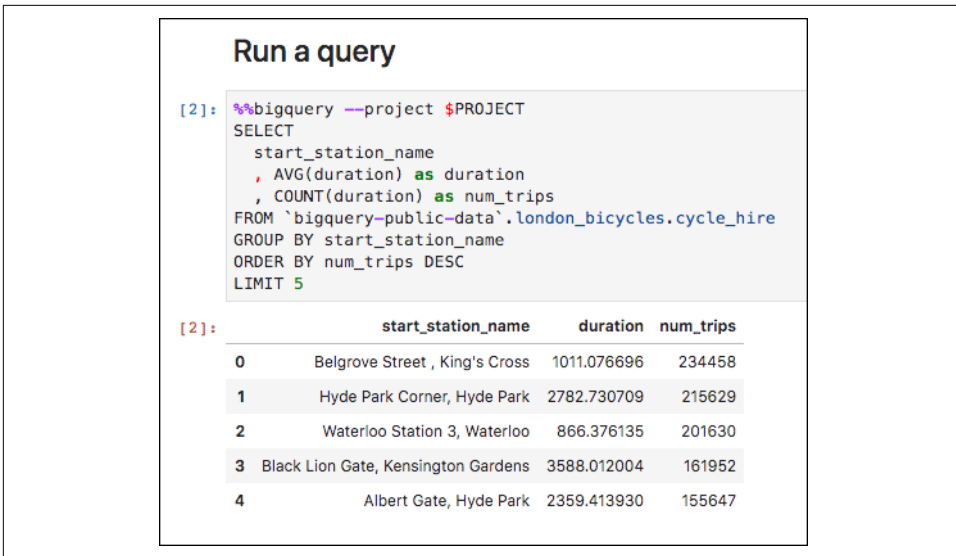 Run a query
[2]: %%bigquery --project $PROJECT
SELECT
start_station_name
, AVG(duration) as duration
, COUNT(duration) as num_trips
FROM `bigquery-public-data`.london_bicycles.cycle_hire
GROUP BY start_station_name
ORDER BY num_trips DESC
LIMIT 5
[2]: start_station_name duration num_trips
0 Belgrove Street , King's Cross 1011.076696 234458
1 Hyde Park Corner, Hyde Park 2782.730709 215629
2 Waterloo Station 3, Waterloo 866.376135 201630
3 Black Lion Gate, Kensington Gardens 3588.012004 161952
4 Albert Gate, Hyde Park 2359.413930 155647